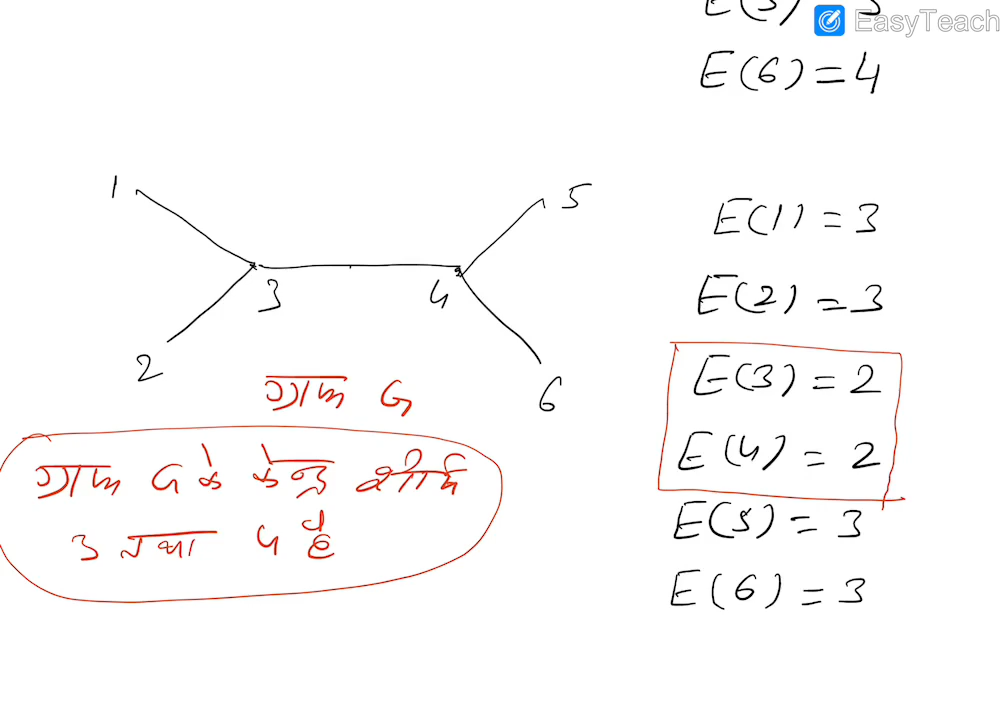 EasyTeach
E(6)=4
1
5
3
4
2
6
ग्राफ G
E(1)=3
E(2)=3
E(3)=2
E(4)=2
E(5)=3
E(6)=3
ग्राफ G के केन्द्र शीर्ष
3 तथा 4 हैं